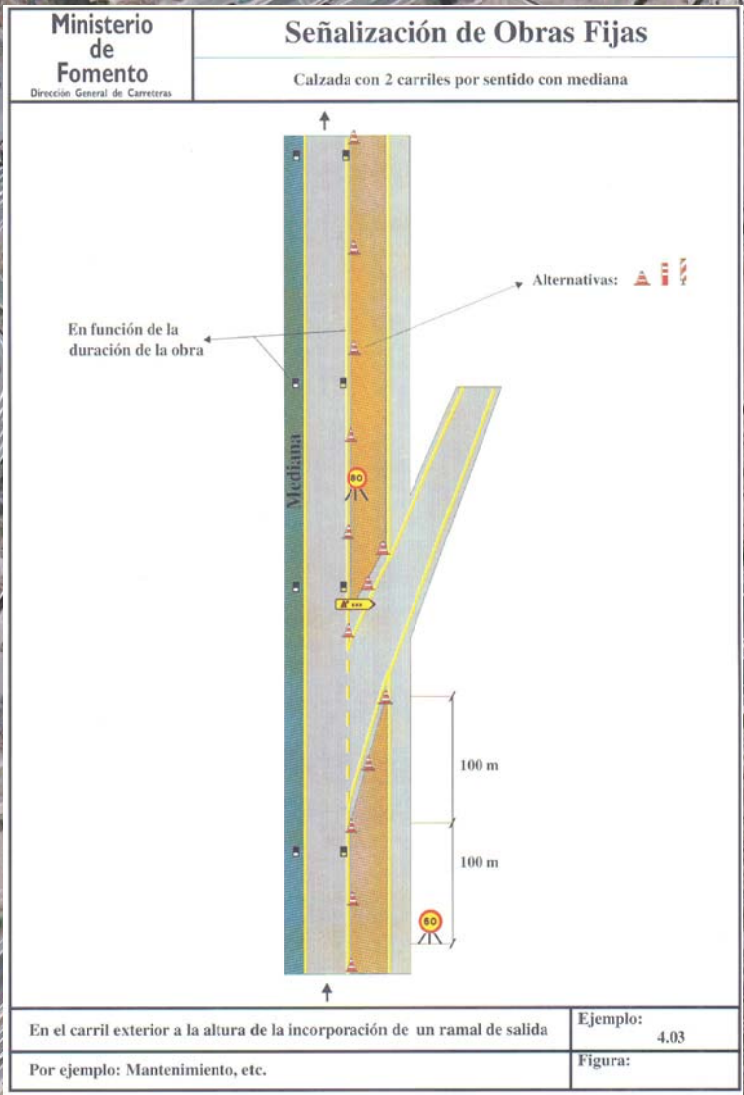 Ministerio
de
Fomento
Dirección General de Carreteras
Señalización de Obras Fijas
Calzada con 2 carriles por sentido con mediana
Alternativas:
En función de la
duración de la obra
Mediana
80
100 m
100 m
60
En el carril exterior a la altura de la incorporación de un ramal de salida
Ejemplo:
4.03
Por ejemplo: Mantenimiento, etc.
Figura: